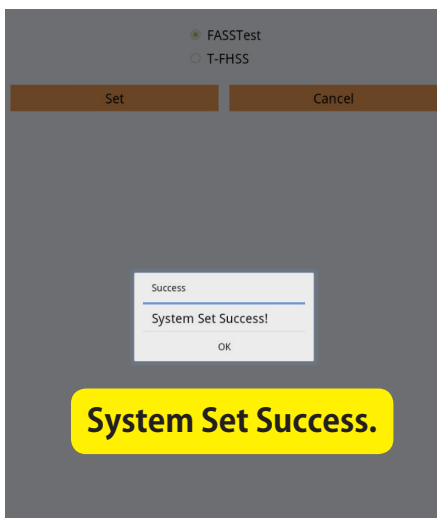 FASSTest
T-FHSS
Set Cancel
Success
System Set Success!
OK
System Set Success.